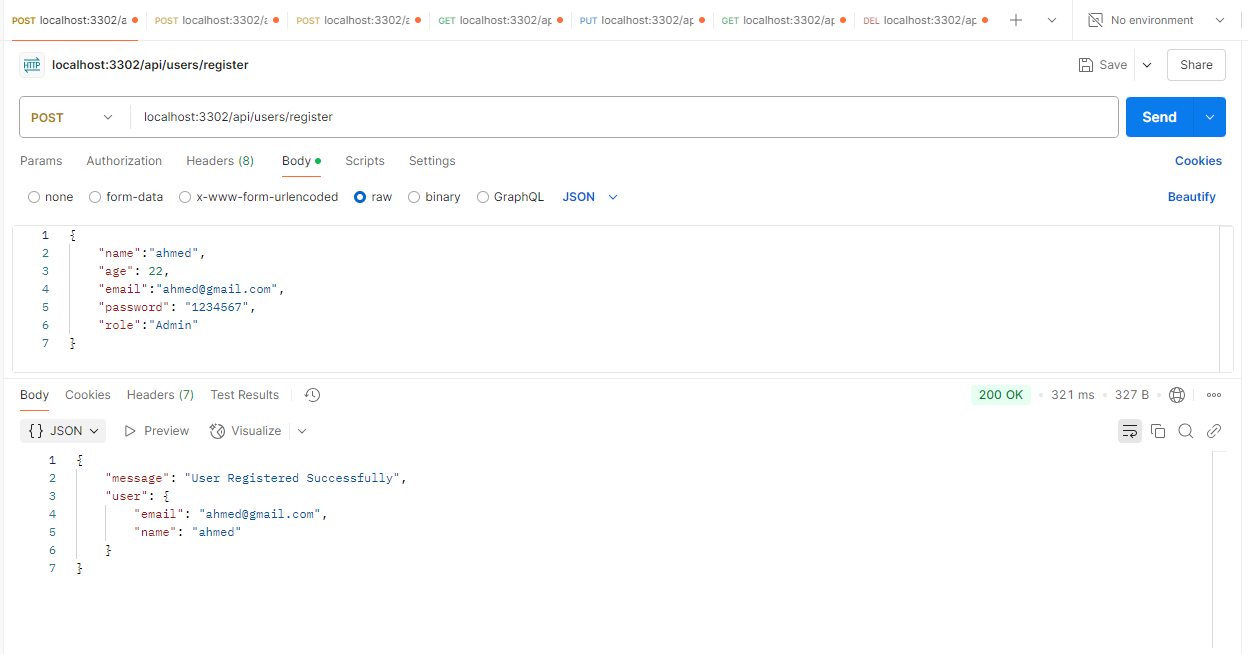 POST localhost:3302/a POST localhost:3302/a POST localhost:3302/a GET localhost:3302/ap PUT localhost:3302/ap GET localhost:3302/ap DEL localhost:3302/ap No environment
HTTP localhost:3302/api/users/register Save Share
POST localhost:3302/api/users/register Send
Params Authorization Headers (8) Body Scripts Settings Cookies
none form-data x-www-form-urlencoded raw binary GraphQL JSON Beautify
1 {
2 "name":"ahmed",
3 "age": 22,
4 "email":"ahmed@gmail.com",
5 "password": "1234567",
6 "role":"Admin"
7 }
Body Cookies Headers (7) Test Results 200 OK 321 ms 327 B
{} JSON Preview Visualize
1 {
2 "message": "User Registered Successfully",
3 "user": {
4 "email": "ahmed@gmail.com",
5 "name": "ahmed"
6 }
7 }